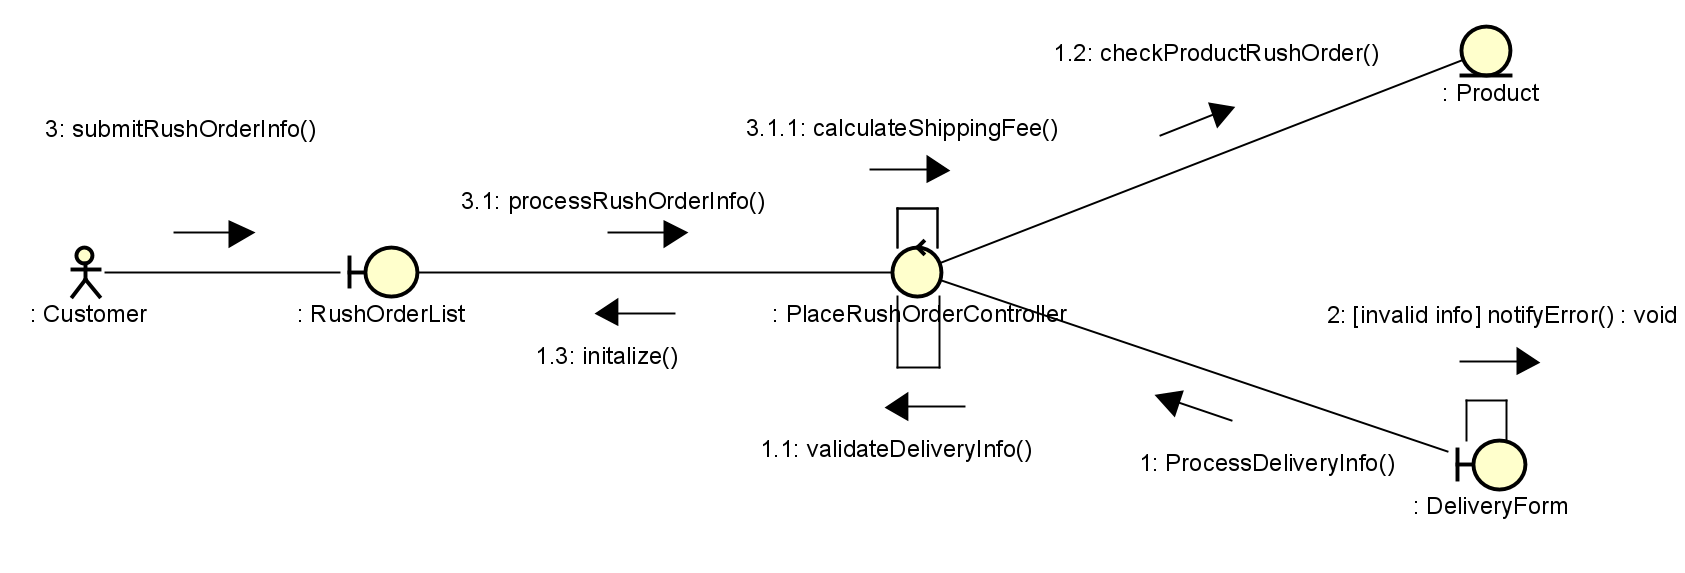 1.2: checkProductRushOrder()
: Product
3: submitRushOrderInfo()
3.1.1: calculateShippingFee()
3.1: processRushOrderInfo()
: Customer
: RushOrderList
: PlaceRushOrderController
2: [invalid info] notifyError() : void
1.3: initalize()
1.1: validateDeliveryInfo()
1: ProcessDeliveryInfo()
: DeliveryForm